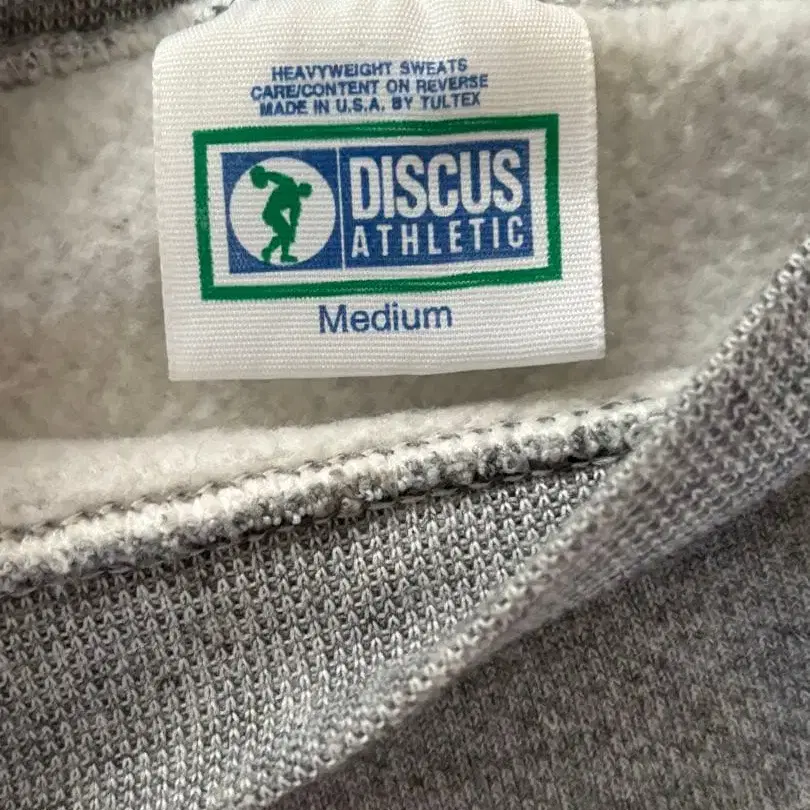 HEAVYWEIGHT SWEATS
CARE/CONTENT ON REVERSE
MADE IN U.S.A. BY TULTEX
DISCUS
ATHLETIC
Medium